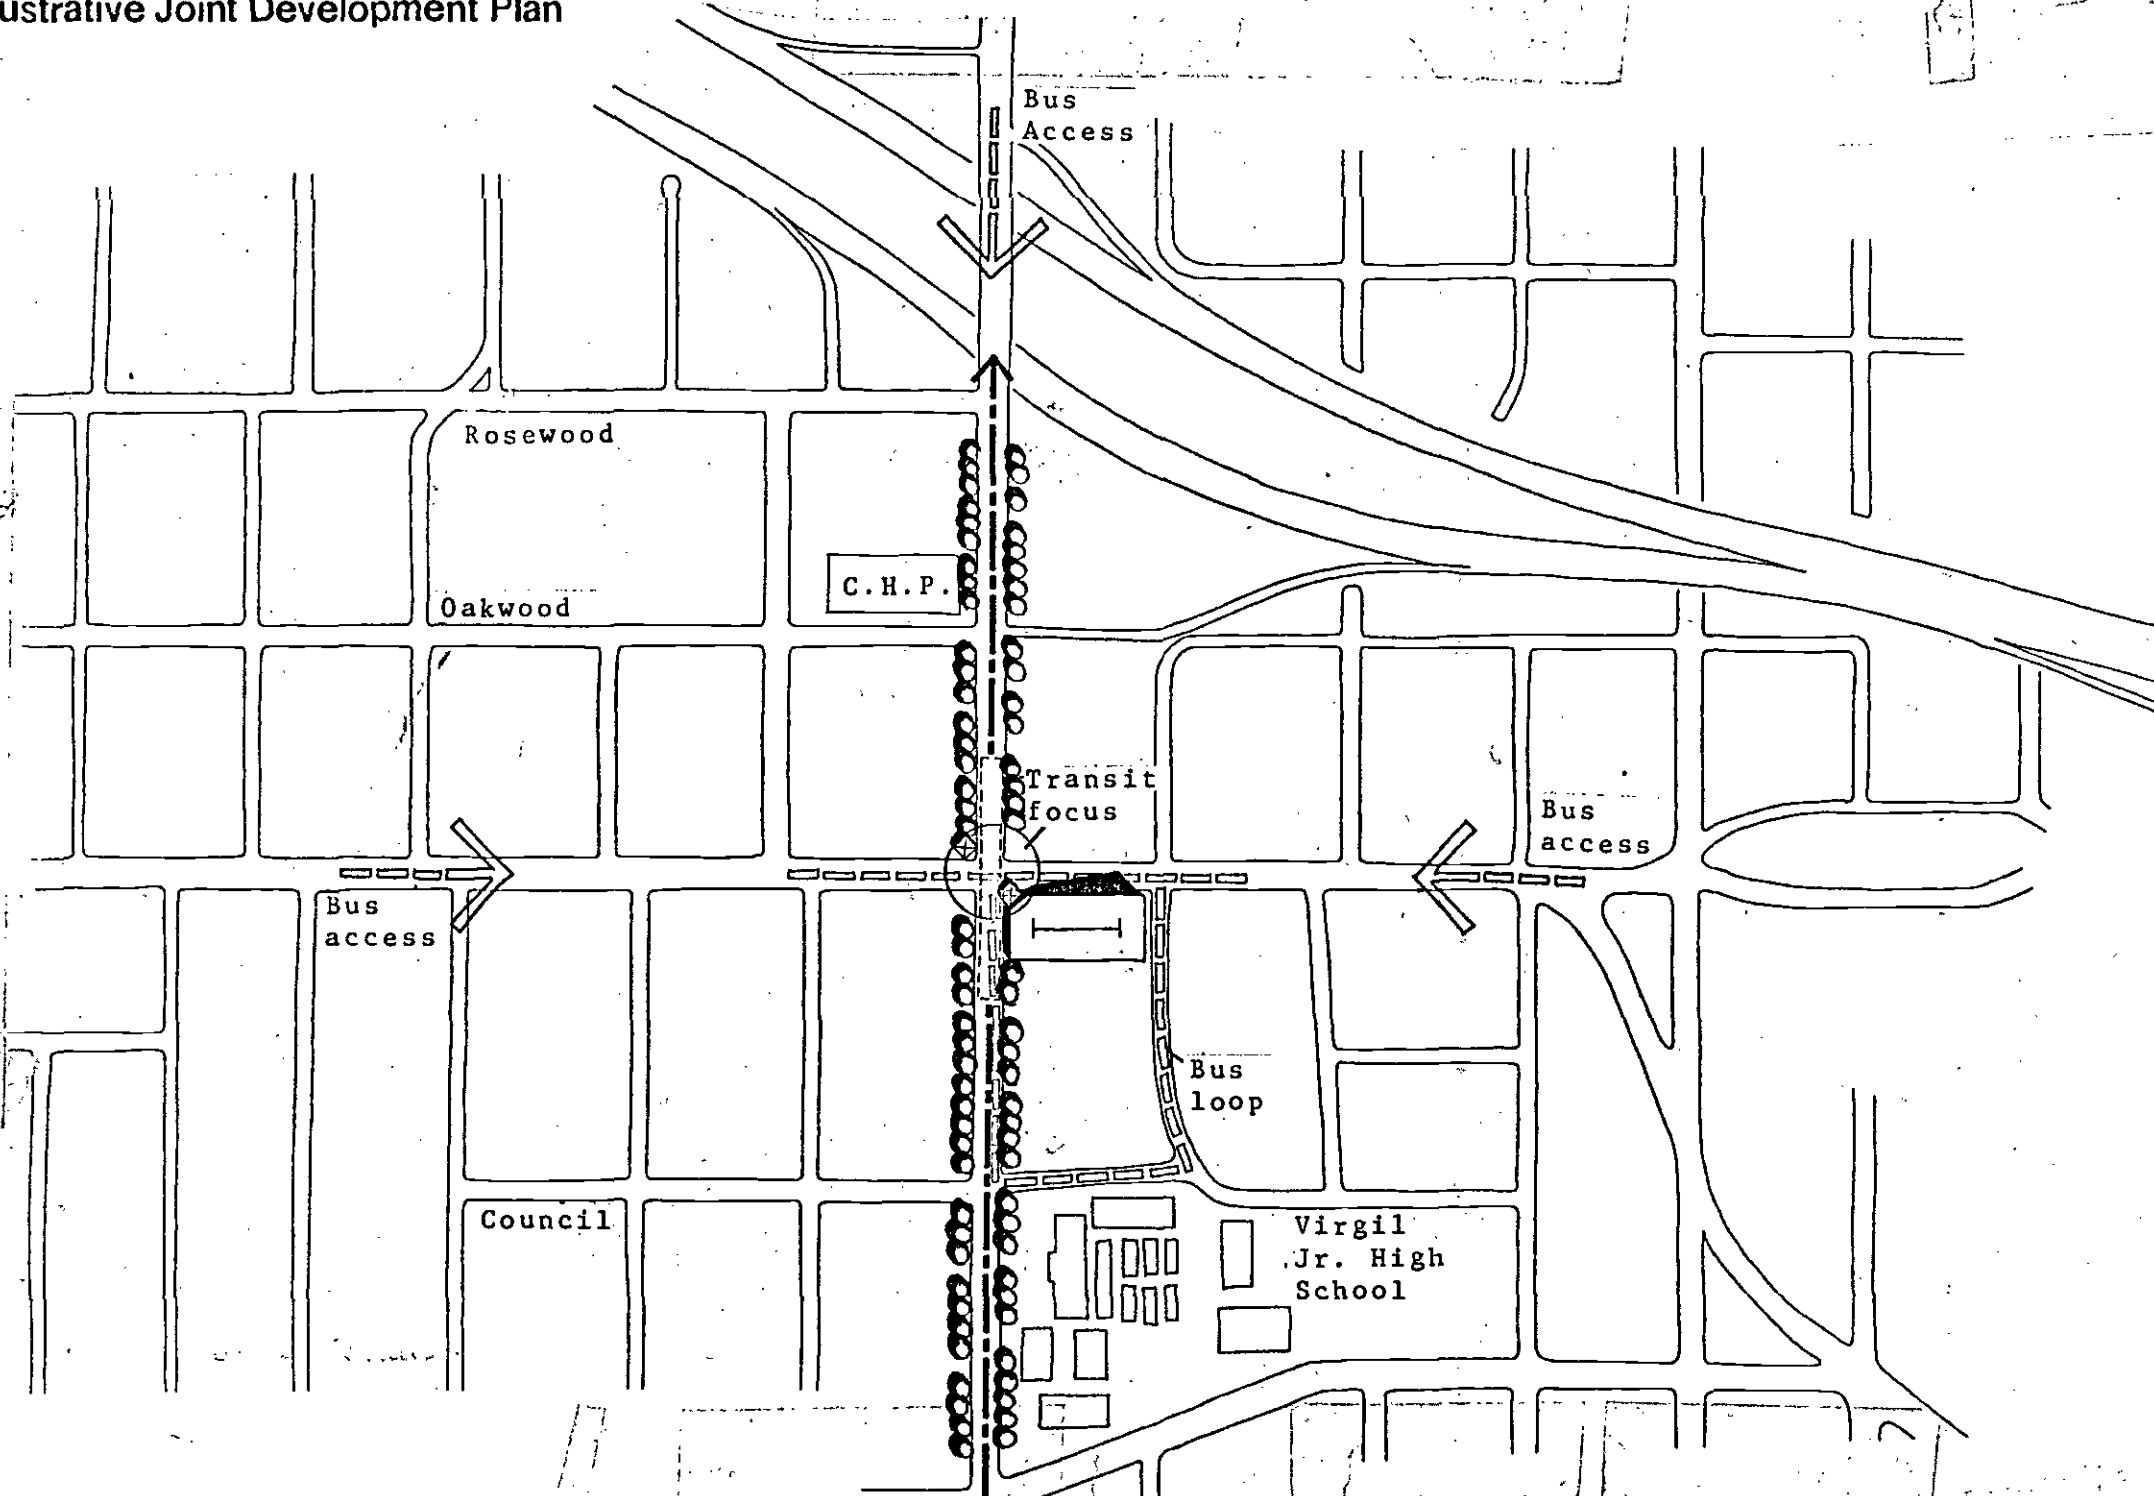 ustrative Joint Development Plan
Bus
Access
Rosewood
C.H.P.
Oakwood
Transit
focus
Bus
access
Bus
access
Bus
loop
Council
Virgil
Jr. High
School